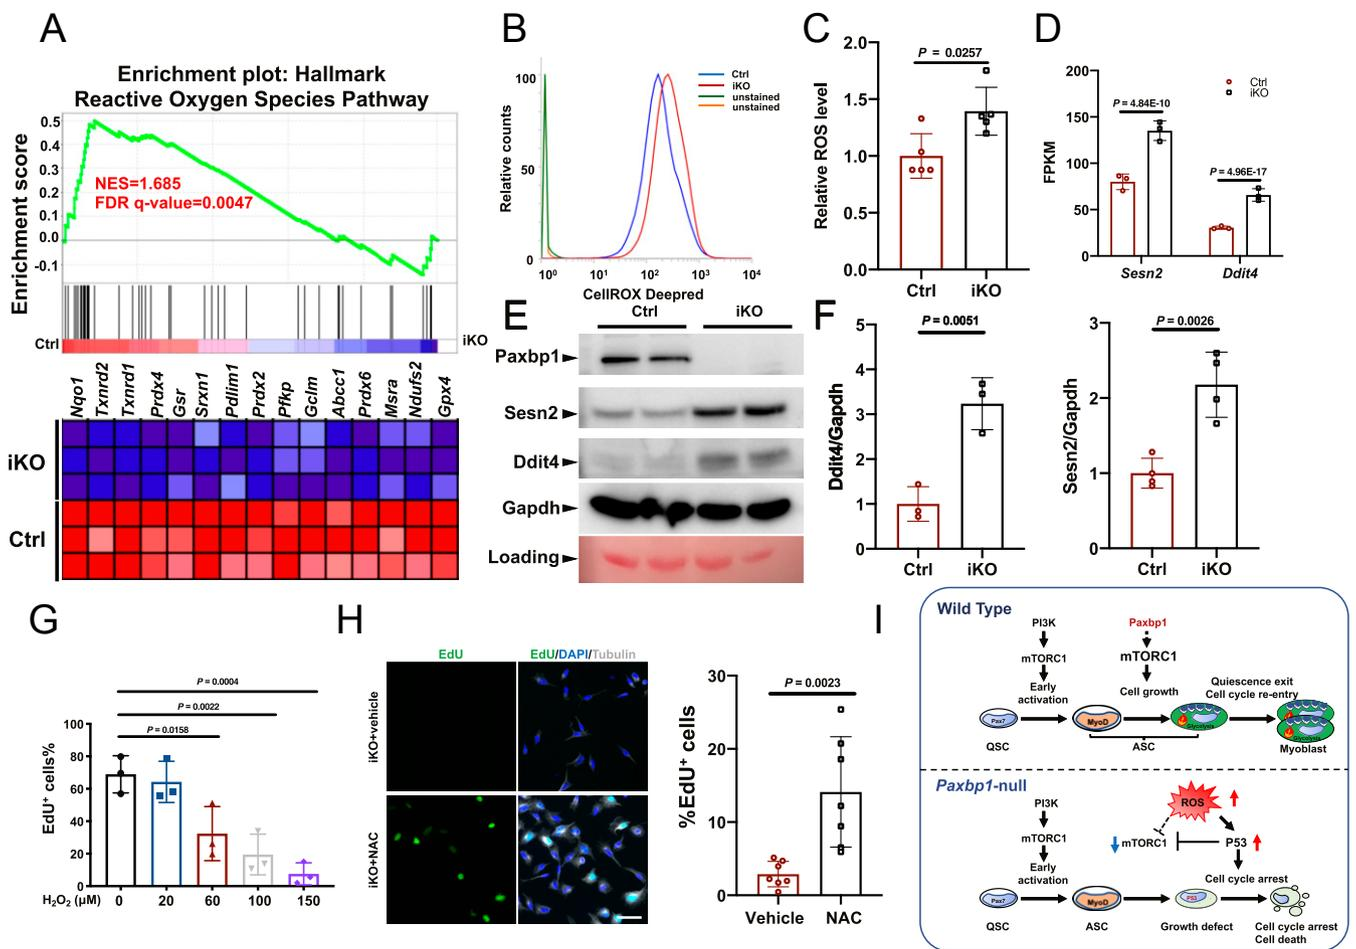 A
Enrichment plot: Hallmark
Reactive Oxygen Species Pathway
Enrichment score
0.5
0.4
0.3
0.2
0.1
0.0
-0.1
NES=1.685
FDR q-value=0.0047
Ctrl
iKO
Nqo1
Txnrd2
Txnrd1
Prdx4
Gsr
Srxn1
Pdlim1
Prdx2
Pfkp
Gclm
Abcc1
Prdx6
Msra
Ndufs2
Gpx4
iKO
Ctrl
B
Relative counts
100
50
0
10⁰
10¹
10²
10³
10⁴
CellROX Deepred
Ctrl
iKO
unstained
unstained
C
Relative ROS level
2.0
1.5
1.0
0.5
0.0
P = 0.0257
Ctrl
iKO
D
FPKM
200
150
100
50
0
Ctrl
iKO
P = 4.84E-10
P = 4.96E-17
Sesn2
Ddit4
E
Ctrl
iKO
Paxbp1
Sesn2
Ddit4
Gapdh
Loading
F
Ddit4/Gapdh
5
4
3
2
1
0
P = 0.0051
Ctrl
iKO
Sesn2/Gapdh
3
2
1
0
P = 0.0026
Ctrl
iKO
G
P = 0.0004
P = 0.0022
P = 0.0158
EdU⁺ cells%
100
80
60
40
20
0
H₂O₂ (μM)
0
20
60
100
150
H
EdU
EdU/DAPI/Tubulin
iKO+vehicle
iKO+NAC
%EdU⁺ cells
30
20
10
0
P = 0.0023
Vehicle
NAC
I
Wild Type
PI3K
mTORC1
Early
activation
Paxbp1
mTORC1
Cell growth
Quiescence exit
Cell cycle re-entry
Pax7
MyoD
Glycolysis
Glycolysis
QSC
ASC
Myoblast
Paxbp1-null
PI3K
mTORC1
Early
activation
ROS
mTORC1
P53
Cell cycle arrest
Pax7
MyoD
P53
QSC
ASC
Growth defect
Cell cycle arrest
Cell death